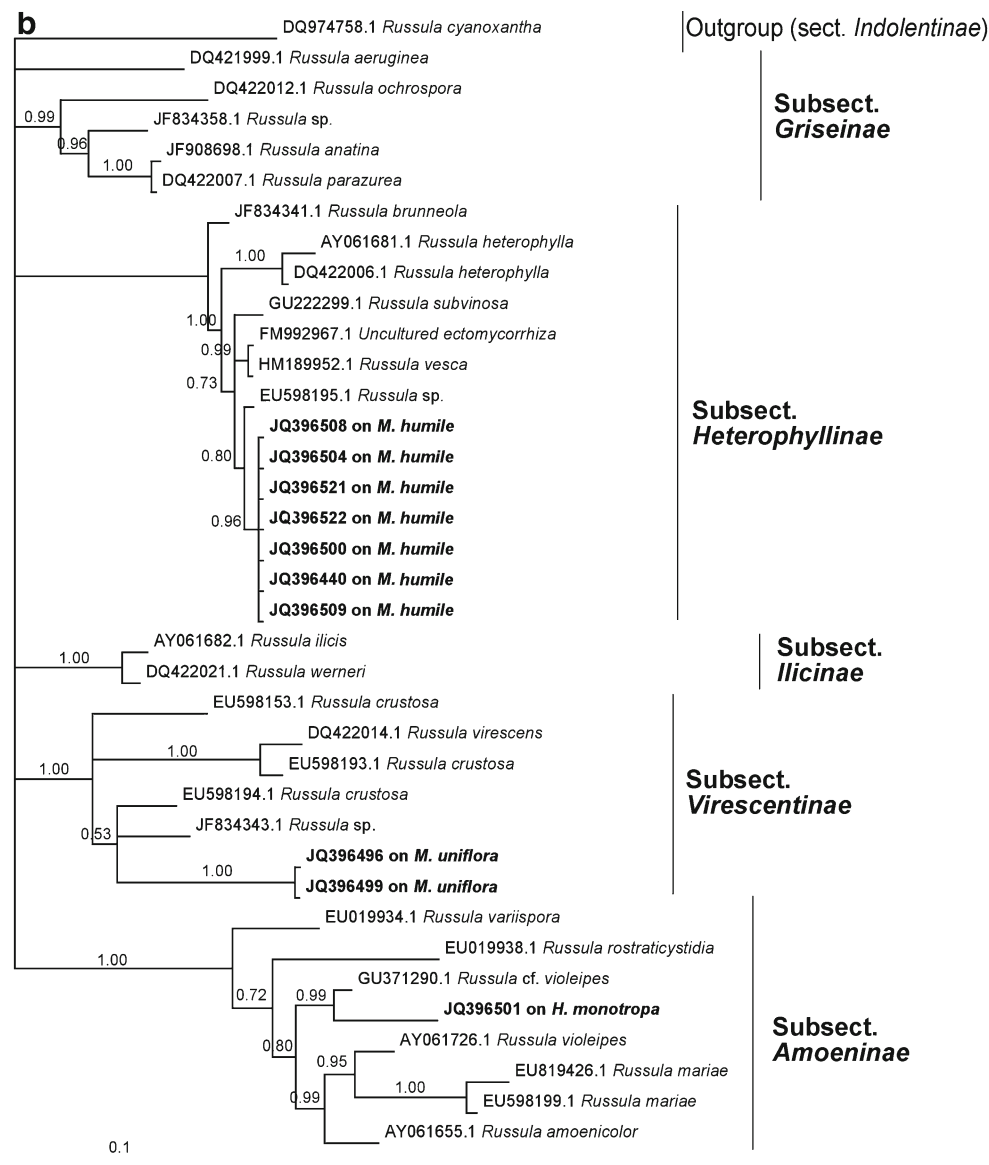 b
DQ974758.1 Russula cyanoxantha
Outgroup (sect. Indolentinae)
DQ421999.1 Russula aeruginea
DQ422012.1 Russula ochrospora
0.99
JF834358.1 Russula sp.
0.96
JF908698.1 Russula anatina
1.00
DQ422007.1 Russula parazurea
Subsect.
Griseinae
JF834341.1 Russula brunneola
AY061681.1 Russula heterophylla
1.00
DQ422006.1 Russula heterophylla
GU222299.1 Russula subvinosa
1.00
FM992967.1 Uncultured ectomycorrhiza
0.99
HM189952.1 Russula vesca
0.73
EU598195.1 Russula sp.
JQ396508 on M. humile
0.80
JQ396504 on M. humile
JQ396521 on M. humile
0.96
JQ396522 on M. humile
JQ396500 on M. humile
JQ396440 on M. humile
JQ396509 on M. humile
Subsect.
Heterophyllinae
AY061682.1 Russula ilicis
1.00
DQ422021.1 Russula werneri
Subsect.
Ilicinae
EU598153.1 Russula crustosa
DQ422014.1 Russula virescens
1.00
EU598193.1 Russula crustosa
1.00
EU598194.1 Russula crustosa
JF834343.1 Russula sp.
0.53
JQ396496 on M. uniflora
1.00
JQ396499 on M. uniflora
Subsect.
Virescentinae
EU019934.1 Russula variispora
EU019938.1 Russula rostraticystidia
1.00
GU371290.1 Russula cf. violeipes
0.72
0.99
JQ396501 on H. monotropa
0.80
AY061726.1 Russula violeipes
0.95
EU819426.1 Russula mariae
1.00
EU598199.1 Russula mariae
0.99
AY061655.1 Russula amoenicolor
Subsect.
Amoeninae
0.1